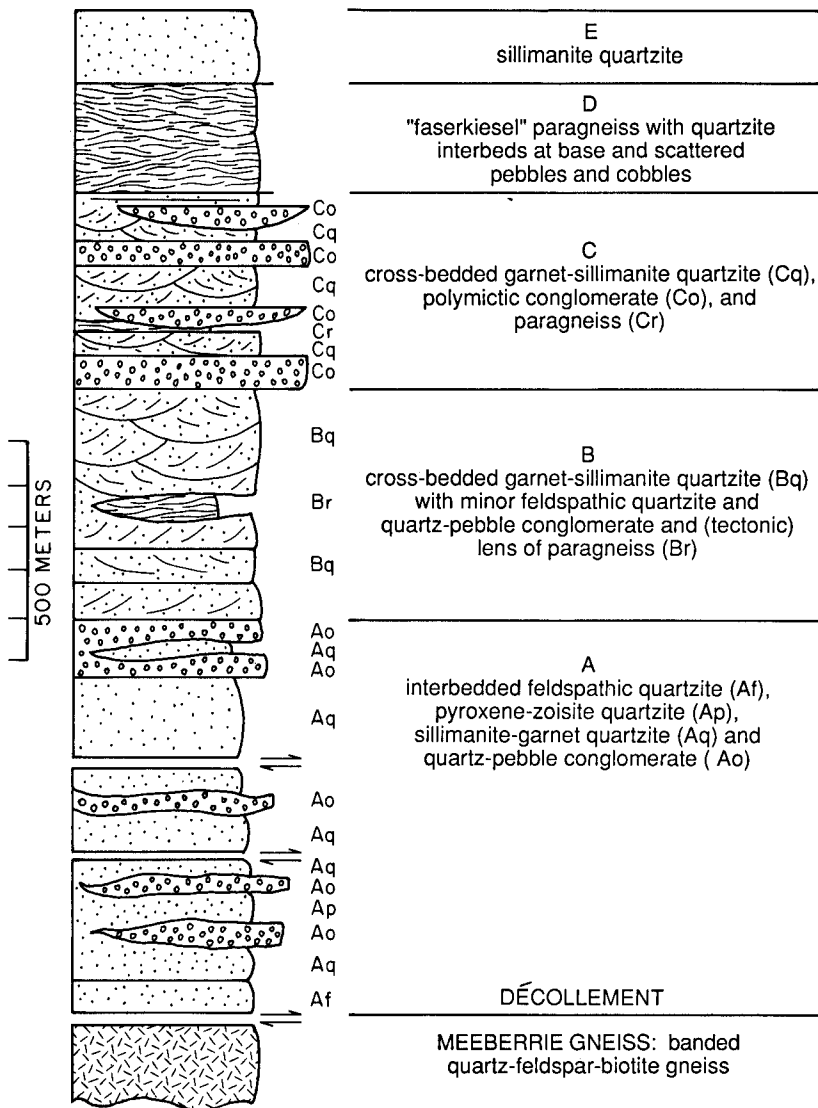 E
sillimanite quartzite
D
"faserkiesel" paragneiss with quartzite
interbeds at base and scattered
pebbles and cobbles
Co
Cq
Co
Cq
Co
Cr
Cq
Co
C
cross-bedded garnet-sillimanite quartzite (Cq),
polymictic conglomerate (Co), and
paragneiss (Cr)
Bq
Br
Bq
B
cross-bedded garnet-sillimanite quartzite (Bq)
with minor feldspathic quartzite and
quartz-pebble conglomerate and (tectonic)
lens of paragneiss (Br)
500 METERS
Ao
Aq
Ao
Aq
Ao
Aq
Aq
Ao
Ap
Ao
Aq
Af
A
interbedded feldspathic quartzite (Af),
pyroxene-zoisite quartzite (Ap),
sillimanite-garnet quartzite (Aq) and
quartz-pebble conglomerate ( Ao)
DÉCOLLEMENT
MEEBERRIE GNEISS: banded
quartz-feldspar-biotite gneiss